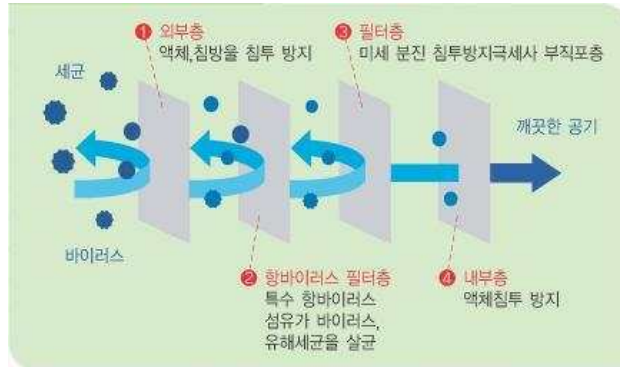 ❶ 외부층
액체,침방울 침투 방지
❸ 필터층
미세 분진 침투방지극세사 부직포층
세균
깨끗한 공기
바이러스
❷ 항바이러스 필터층
특수 항바이러스
섬유가 바이러스,
유해세균을 살균
❹ 내부층
액체침투 방지